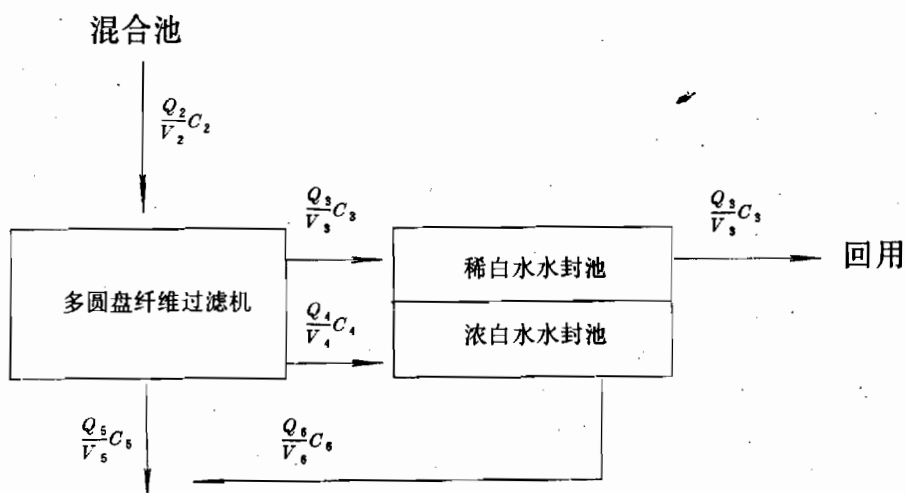 混合池
Q₂/V₂ C₂
Q₃/V₃ C₃
Q₃/V₃ C₃
稀白水水封池
回用
多圆盘纤维过滤机
Q₄/V₄ C₄
浓白水水封池
Q₅/V₅ C₅
Q₆/V₆ C₆